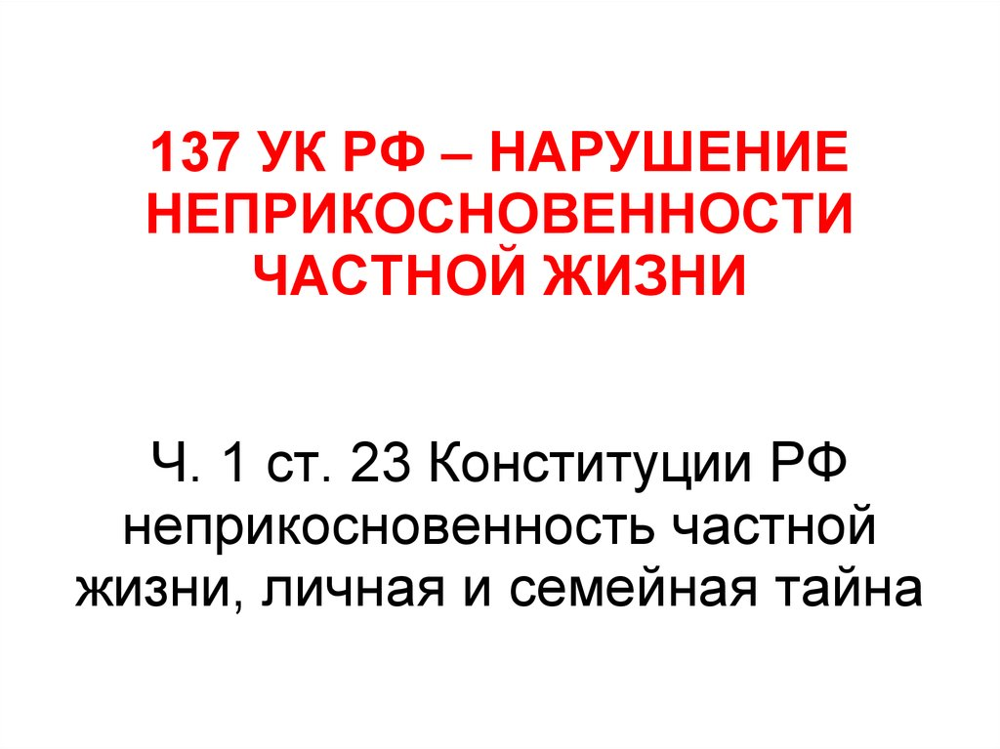 137 УК РФ – НАРУШЕНИЕ
НЕПРИКОСНОВЕННОСТИ
ЧАСТНОЙ ЖИЗНИ
Ч. 1 ст. 23 Конституции РФ
неприкосновенность частной
жизни, личная и семейная тайна